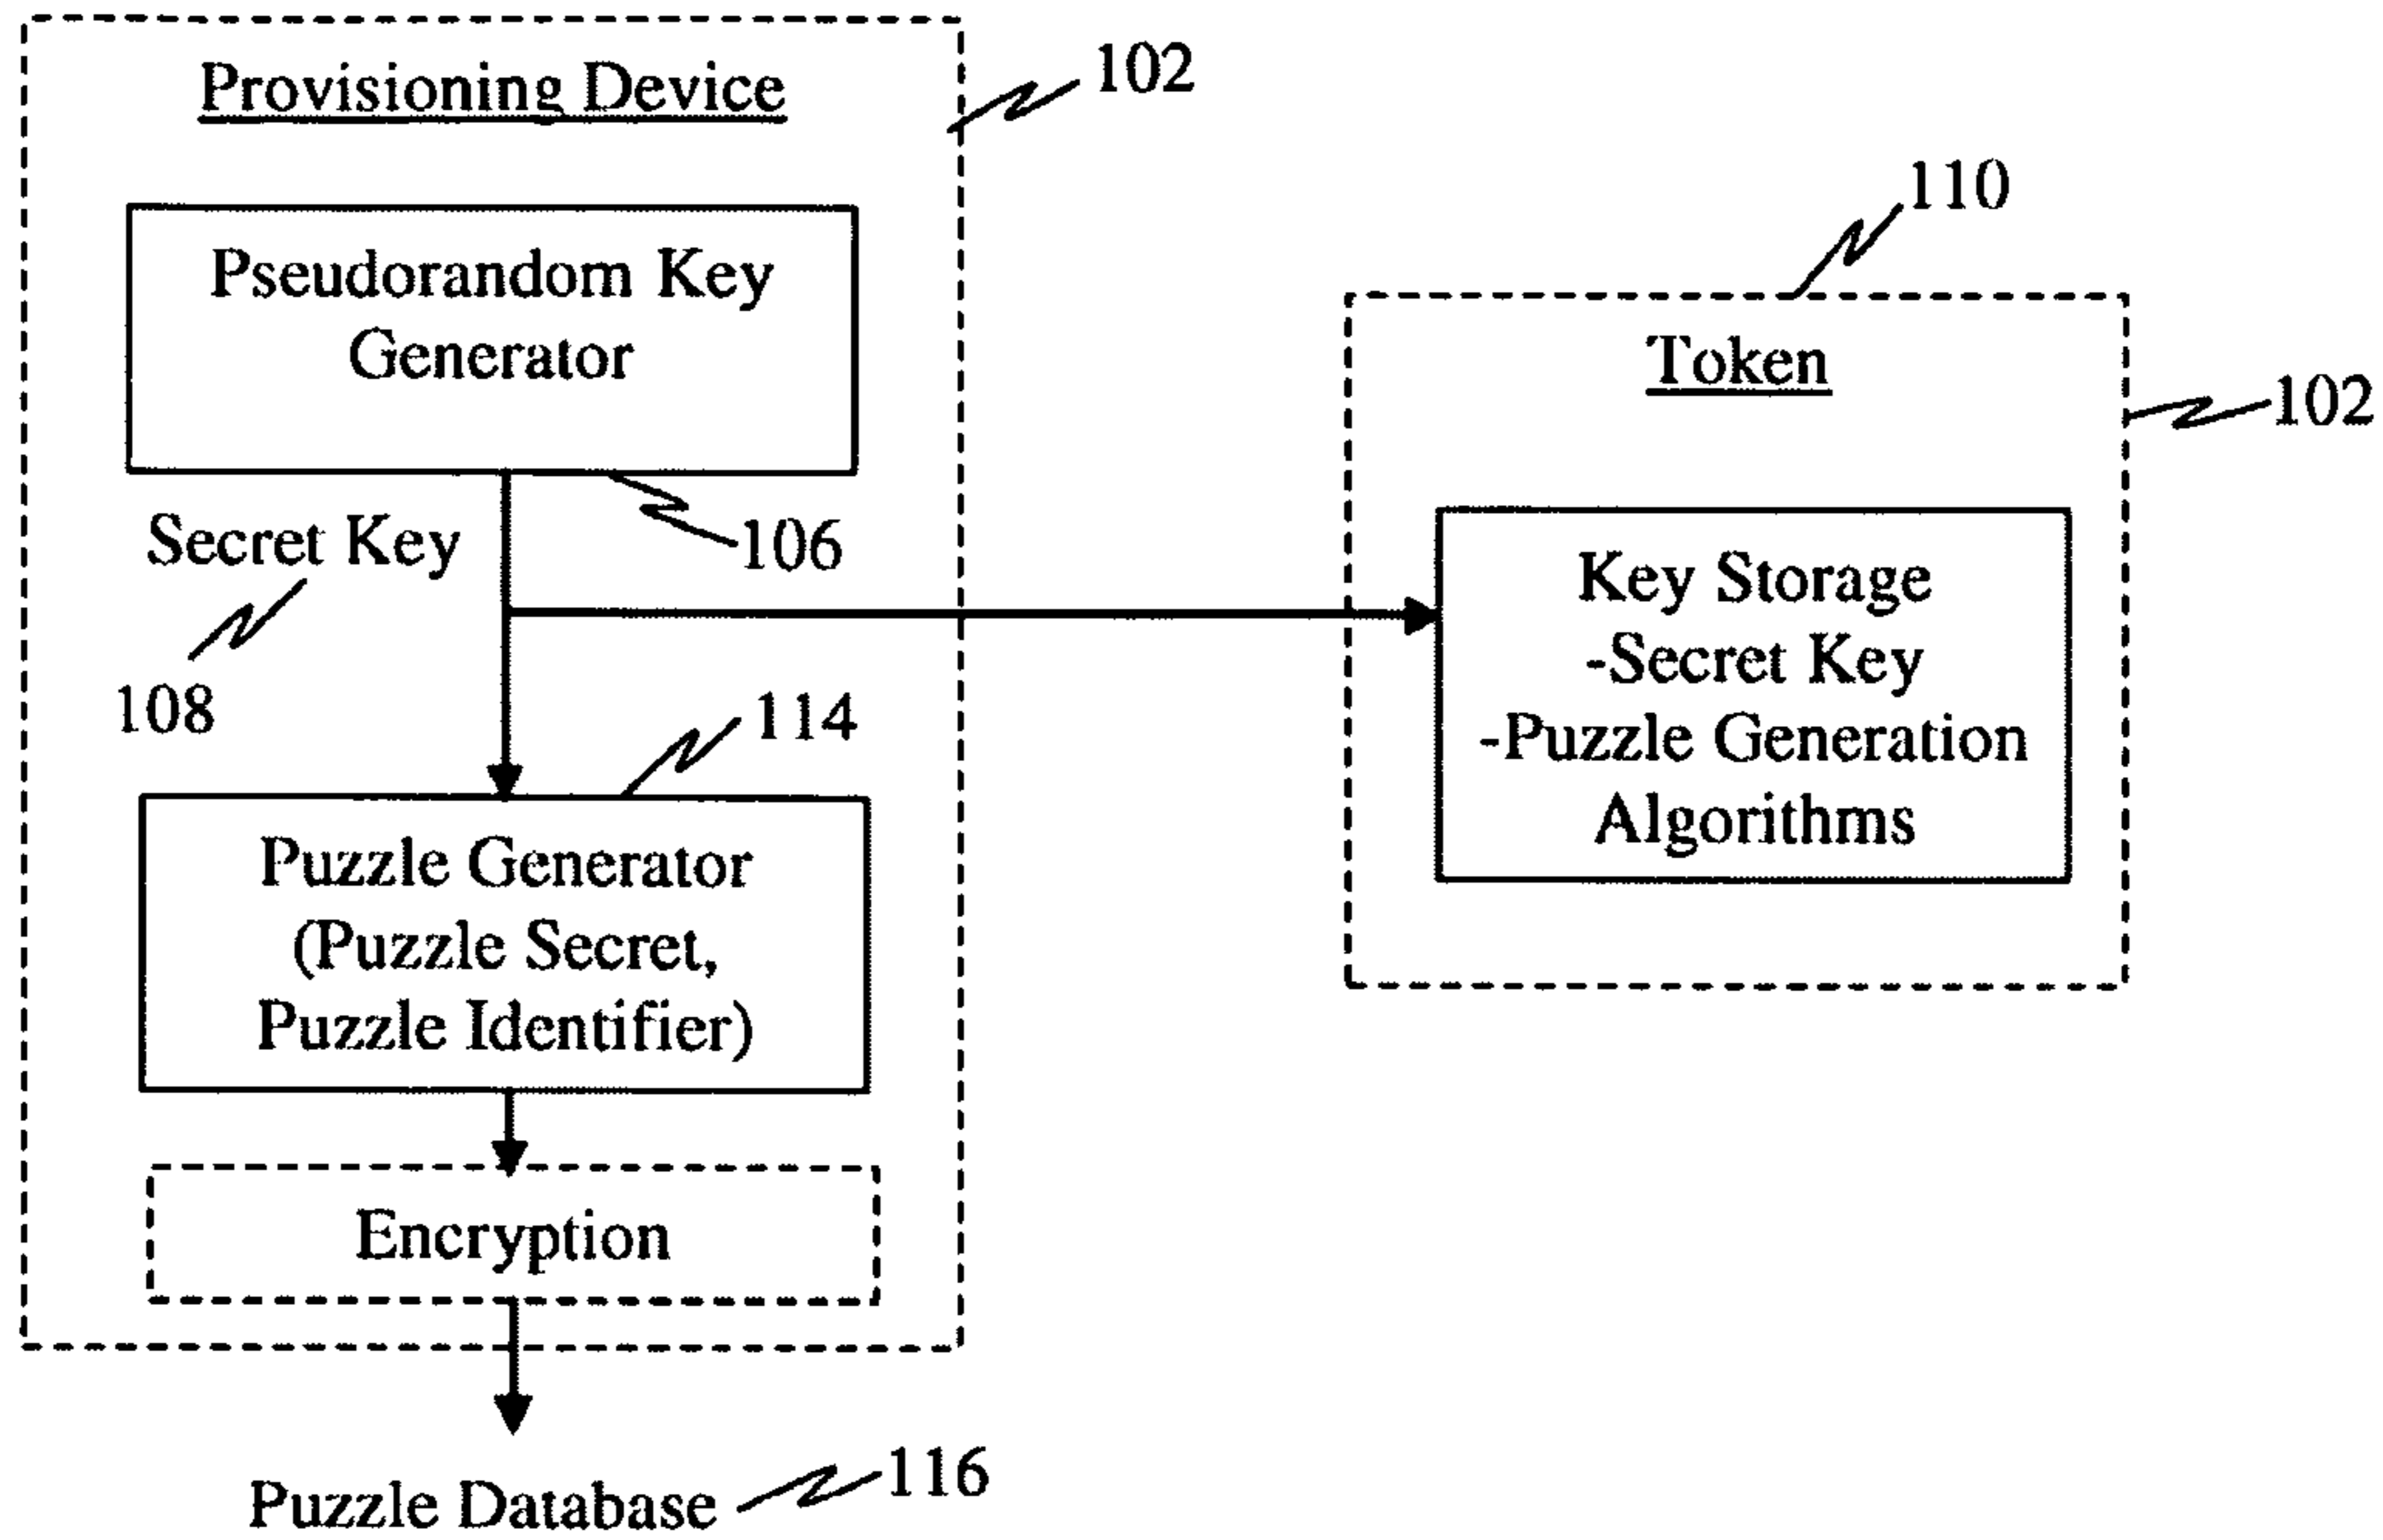 Provisioning Device
102
Pseudorandom Key
Generator
Secret Key
106
108
114
Puzzle Generator
(Puzzle Secret,
Puzzle Identifier)
Encryption
Puzzle Database
116
110
Token
102
Key Storage
-Secret Key
-Puzzle Generation
Algorithms